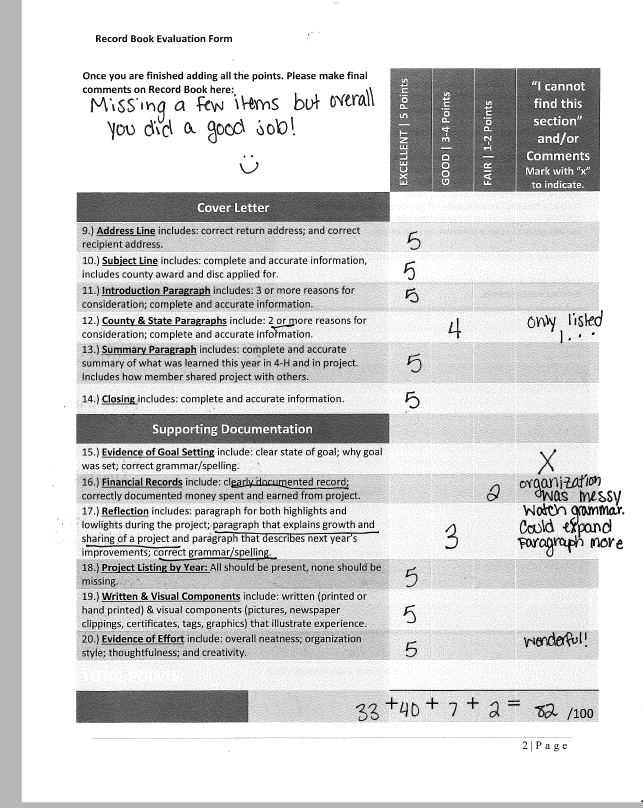 Record Book Evaluation Form
Once you are finished adding all the points. Please make final
comments on Record Book here:
Missing a few items but overall
you did a good job!
EXCELLENT | 5 Points
GOOD | 3-4 Points
FAIR | 1-2 Points
"I cannot
find this
section"
and/or
Comments
Mark with "x"
to indicate.
Cover Letter
9.) Address Line includes: correct return address; and correct
recipient address.
5
10.) Subject Line includes: complete and accurate information,
includes county award and disc applied for.
5
11.) Introduction Paragraph includes: 3 or more reasons for
consideration; complete and accurate information.
5
12.) County & State Paragraphs include: 2 or more reasons for
consideration; complete and accurate information.
4
only listed
1...
13.) Summary Paragraph includes: complete and accurate
summary of what was learned this year in 4-H and in project.
Includes how member shared project with others.
5
14.) Closing includes: complete and accurate information.
5
Supporting Documentation
15.) Evidence of Goal Setting include: clear state of goal; why goal
was set; correct grammar/spelling.
X
16.) Financial Records include: clearly documented record;
correctly documented money spent and earned from project.
2
organization
was messy
17.) Reflection includes: paragraph for both highlights and
lowlights during the project; paragraph that explains growth and
sharing of a project and paragraph that describes next year's
improvements; correct grammar/spelling.
3
Watch grammar.
Could expand
paragraph more
18.) Project Listing by Year: All should be present, none should be
missing.
5
19.) Written & Visual Components include: written (printed or
hand printed) & visual components (pictures, newspaper
clippings, certificates, tags, graphics) that illustrate experience.
5
20.) Evidence of Effort include: overall neatness; organization
style; thoughtfulness; and creativity.
5
wonderful!
TOTAL POINTS:
33 + 40 + 7 + 2 = 82 /100
2 | Page